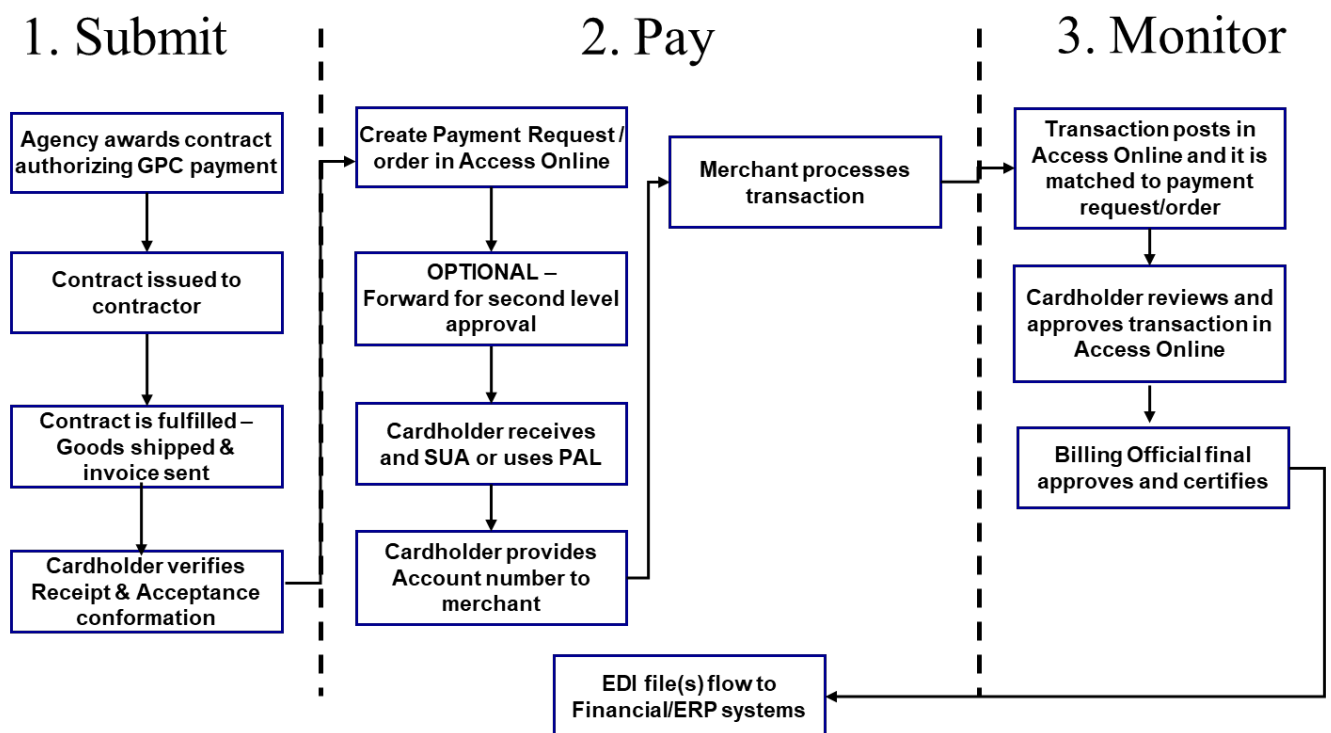 1. Submit
2. Pay
3. Monitor
Agency awards contract
authorizing GPC payment
Contract issued to
contractor
Contract is fulfilled –
Goods shipped &
invoice sent
Cardholder verifies
Receipt & Acceptance
conformation
Create Payment Request /
order in Access Online
OPTIONAL –
Forward for second level
approval
Cardholder receives
and SUA or uses PAL
Cardholder provides
Account number to
merchant
Merchant processes
transaction
Transaction posts in
Access Online and it is
matched to payment
request/order
Cardholder reviews and
approves transaction in
Access Online
Billing Official final
approves and certifies
EDI file(s) flow to
Financial/ERP systems